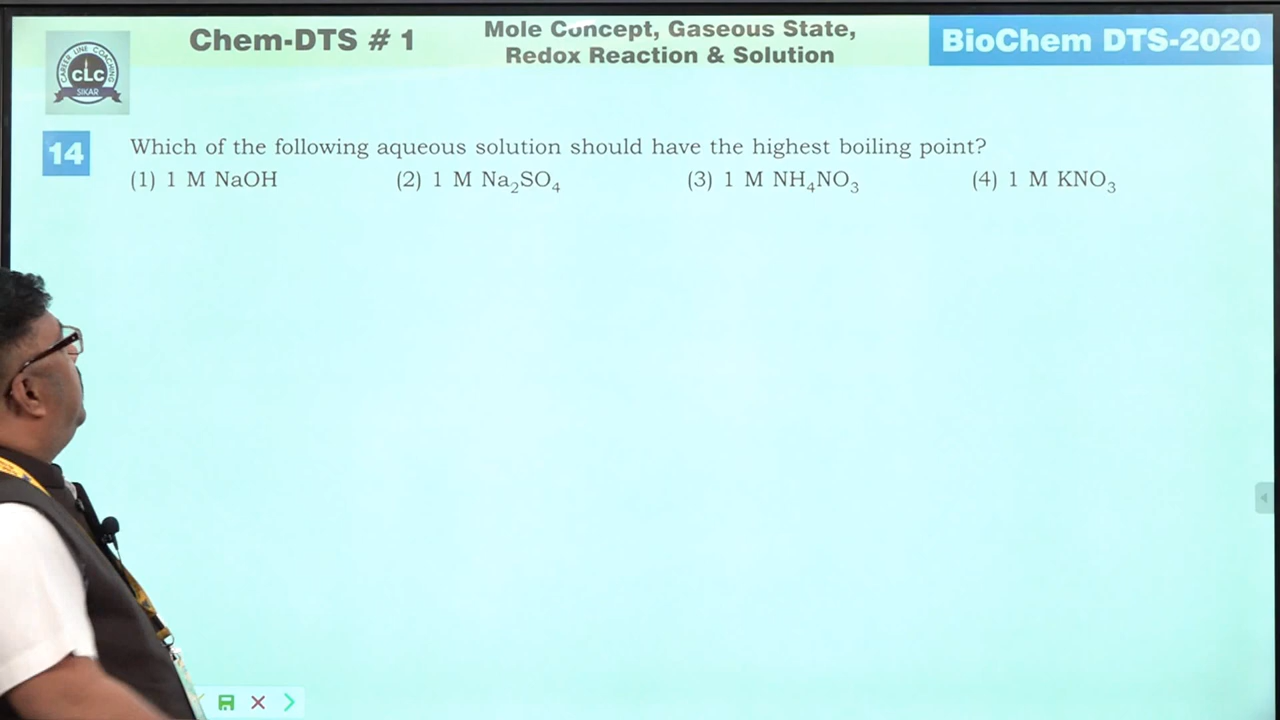 Chem-DTS # 1
Mole Concept, Gaseous State,
Redox Reaction & Solution
BioChem DTS-2020
CAREER LINE COACHING
CLC
SIKAR
14
Which of the following aqueous solution should have the highest boiling point?
(1) 1 M NaOH (2) 1 M Na₂SO₄ (3) 1 M NH₄NO₃ (4) 1 M KNO₃